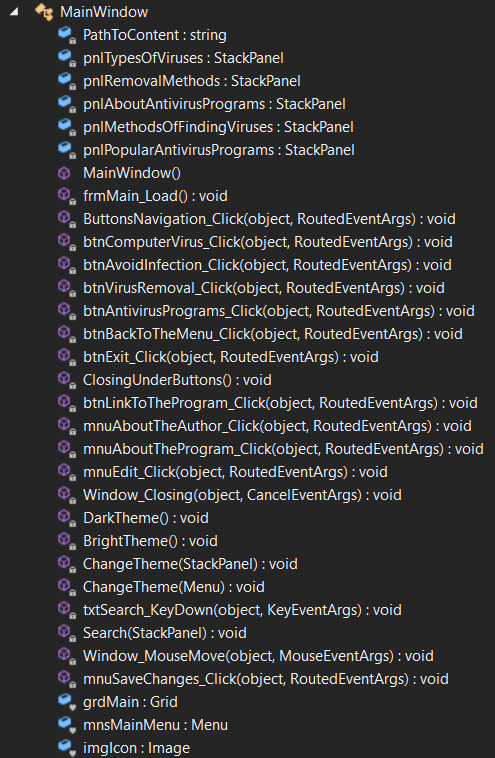 MainWindow
PathToContent : string
pnlTypesOfViruses : StackPanel
pnlRemovalMethods : StackPanel
pnlAboutAntivirusPrograms : StackPanel
pnlMethodsOfFindingViruses : StackPanel
pnlPopularAntivirusPrograms : StackPanel
MainWindow()
frmMain_Load() : void
ButtonsNavigation_Click(object, RoutedEventArgs) : void
btnComputerVirus_Click(object, RoutedEventArgs) : void
btnAvoidInfection_Click(object, RoutedEventArgs) : void
btnVirusRemoval_Click(object, RoutedEventArgs) : void
btnAntivirusPrograms_Click(object, RoutedEventArgs) : void
btnBackToTheMenu_Click(object, RoutedEventArgs) : void
btnExit_Click(object, RoutedEventArgs) : void
ClosingUnderButtons() : void
btnLinkToTheProgram_Click(object, RoutedEventArgs) : void
mnuAboutTheAuthor_Click(object, RoutedEventArgs) : void
mnuAboutTheProgram_Click(object, RoutedEventArgs) : void
mnuEdit_Click(object, RoutedEventArgs) : void
Window_Closing(object, CancelEventArgs) : void
DarkTheme() : void
BrightTheme() : void
ChangeTheme(StackPanel) : void
ChangeTheme(Menu) : void
txtSearch_KeyDown(object, KeyEventArgs) : void
Search(StackPanel) : void
Window_MouseMove(object, MouseEventArgs) : void
mnuSaveChanges_Click(object, RoutedEventArgs) : void
grdMain : Grid
mnsMainMenu : Menu
imgIcon : Image